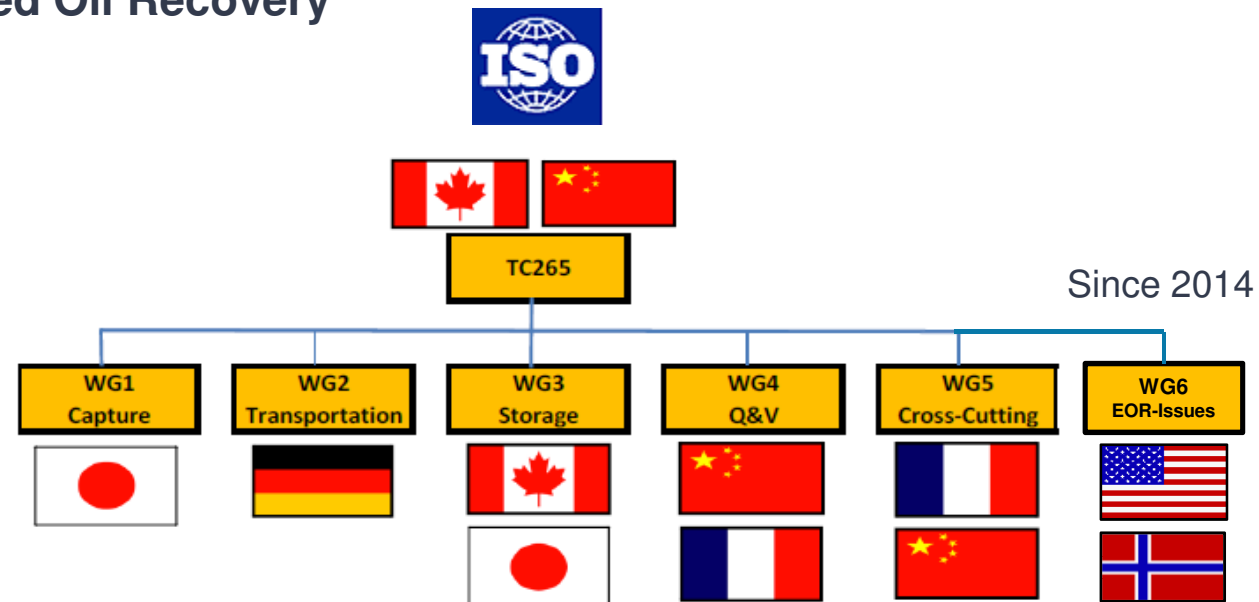 ed Oil Recovery
ISO
TC265
Since 2014
WG1
Capture
WG2
Transportation
WG3
Storage
WG4
Q&V
WG5
Cross-Cutting
WG6
EOR-Issues